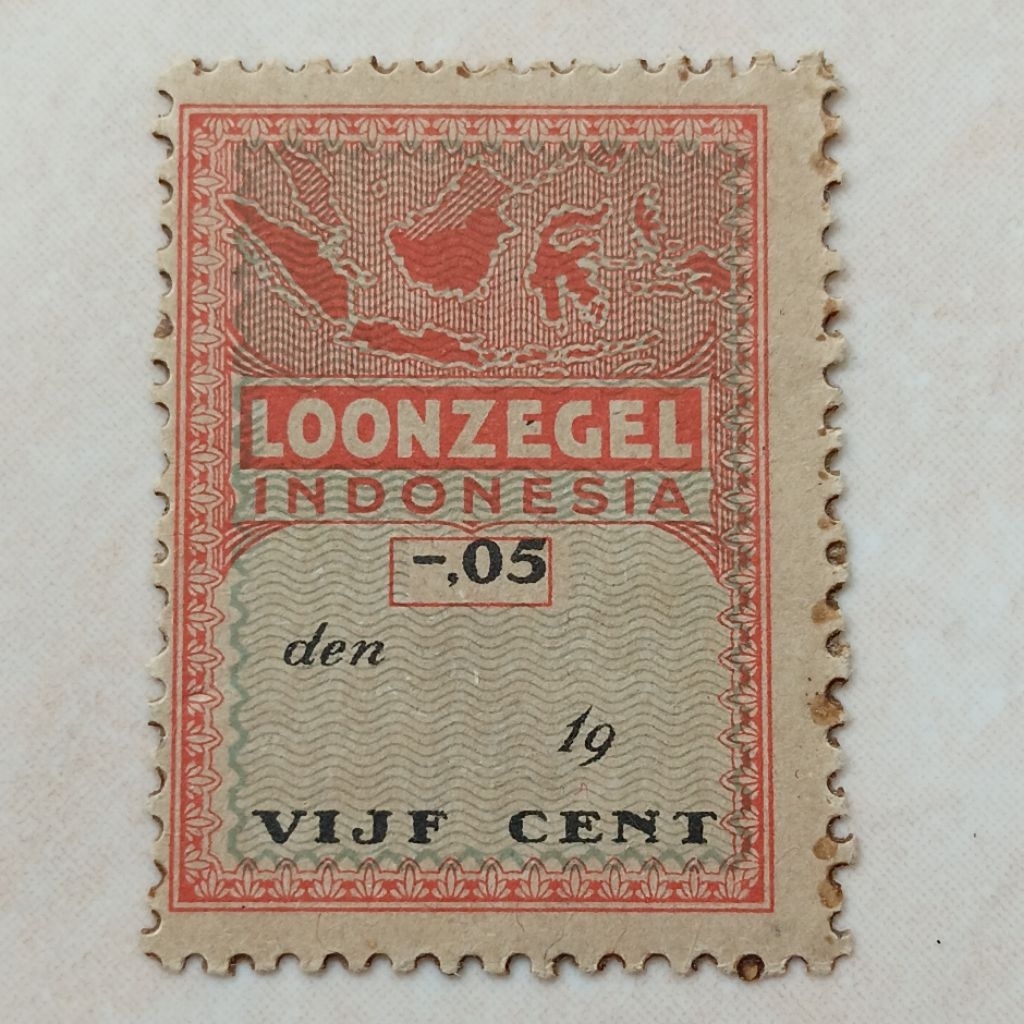 LOONZEGEL
INDONESIA
-,05
den
19
VIJF CENT